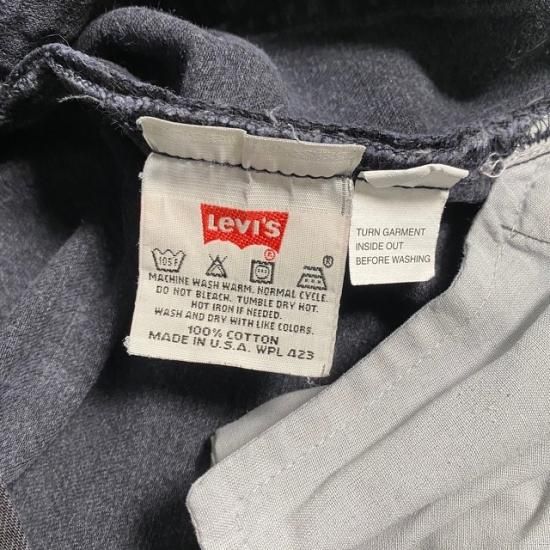 Levi's
®
105F
®
MACHINE WASH WARM. NORMAL CYCLE.
DO NOT BLEACH. TUMBLE DRY HOT.
HOT IRON IF NEEDED.
WASH AND DRY WITH LIKE COLORS.
100% COTTON
MADE IN U.S.A. WPL 423
TURN GARMENT
INSIDE OUT
BEFORE WASHING